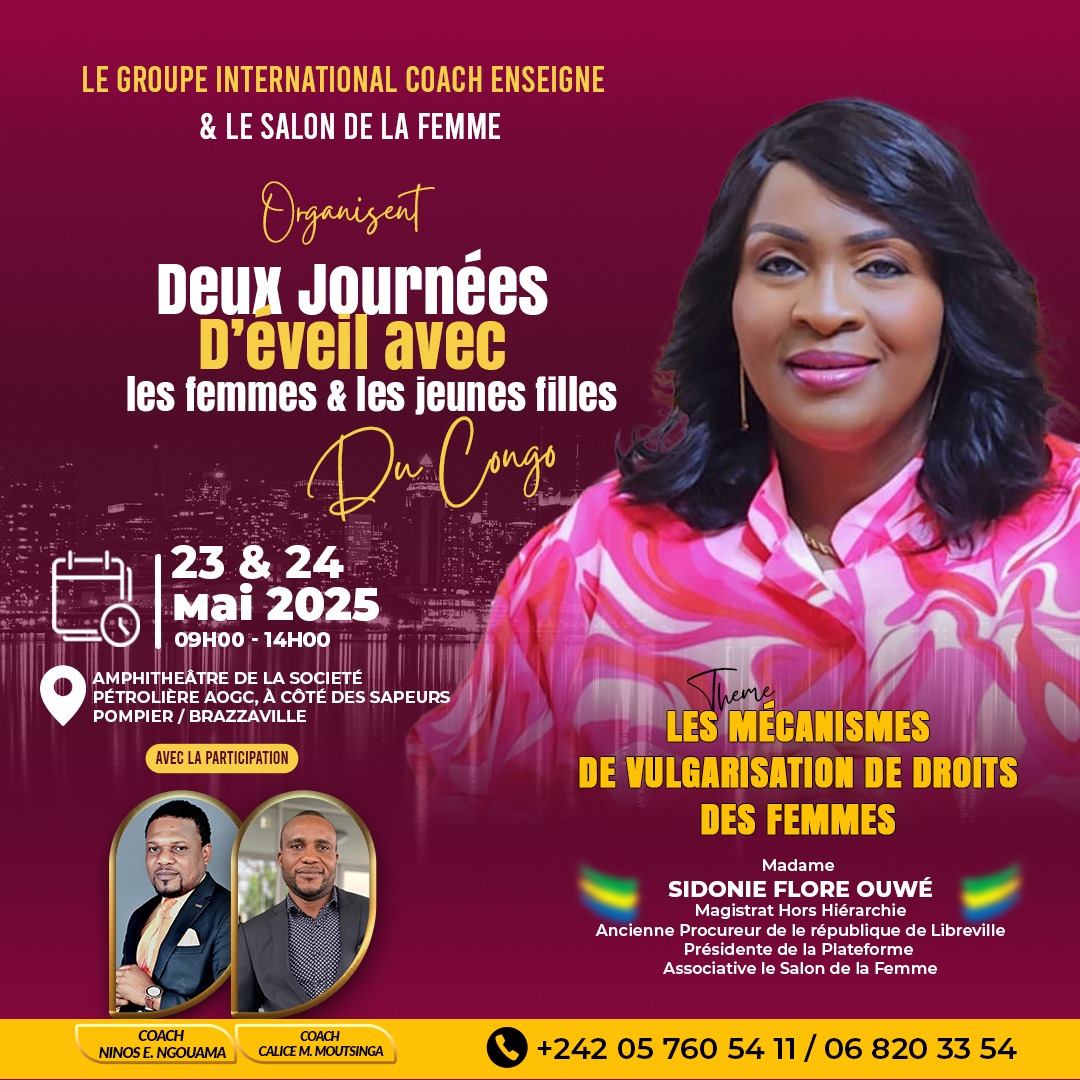 LE GROUPE INTERNATIONAL COACH ENSEIGNE
& LE SALON DE LA FEMME
Organisent
Deux Journées
D'éveil avec
les femmes & les jeunes filles
Du Congo
23 & 24
Mai 2025
09H00 - 14H00
AMPHITHEÂTRE DE LA SOCIETÉ
PÉTROLIÈRE AOGC, À CÔTÉ DES SAPEURS
POMPIER / BRAZZAVILLE
AVEC LA PARTICIPATION
COACH
NINOS E. NGOUAMA
COACH
CALICE M. MOUTSINGA
Theme
LES MÉCANISMES
DE VULGARISATION DE DROITS
DES FEMMES
Madame
SIDONIE FLORE OUWÉ
Magistrat Hors Hiérarchie
Ancienne Procureur de le république de Libreville
Présidente de la Plateforme
Associative le Salon de la Femme
+242 05 760 54 11 / 06 820 33 54